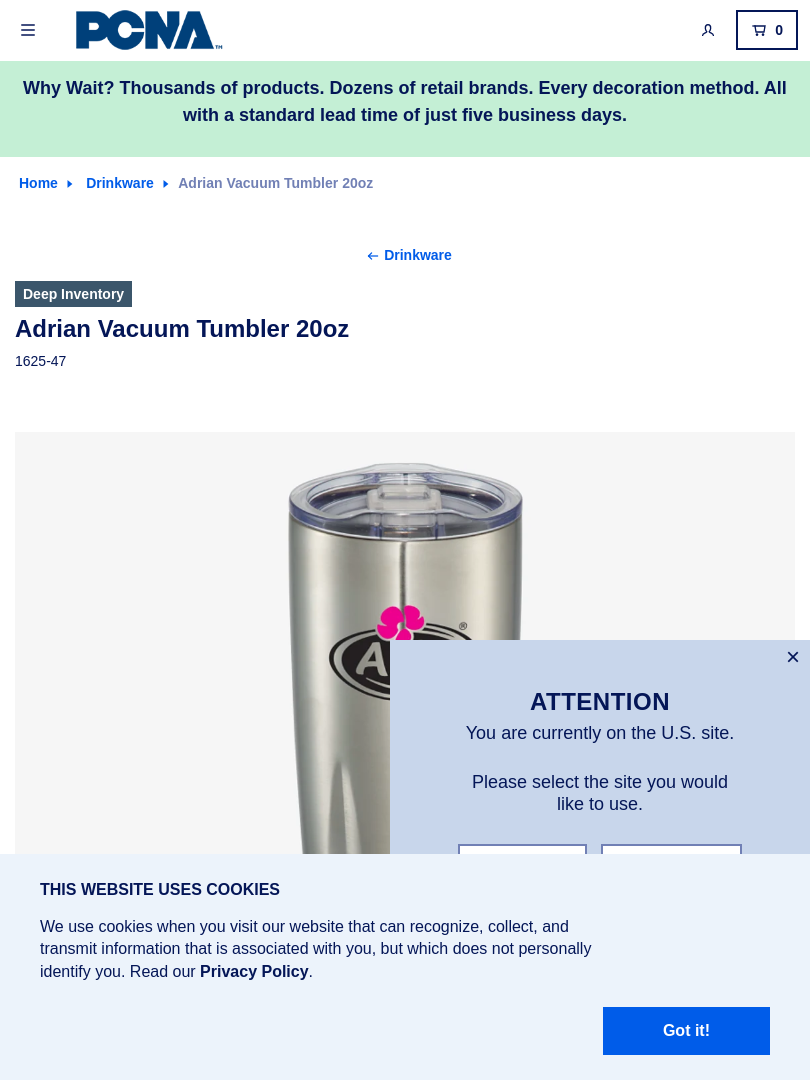 PCNA™
0
Why Wait? Thousands of products. Dozens of retail brands. Every decoration method. All
with a standard lead time of just five business days.
Home
Drinkware
Adrian Vacuum Tumbler 20oz
Drinkware
Deep Inventory
Adrian Vacuum Tumbler 20oz
1625-47
®
ATTENTION
You are currently on the U.S. site.
Please select the site you would
like to use.
THIS WEBSITE USES COOKIES
We use cookies when you visit our website that can recognize, collect, and
transmit information that is associated with you, but which does not personally
identify you. Read our Privacy Policy.
Got it!